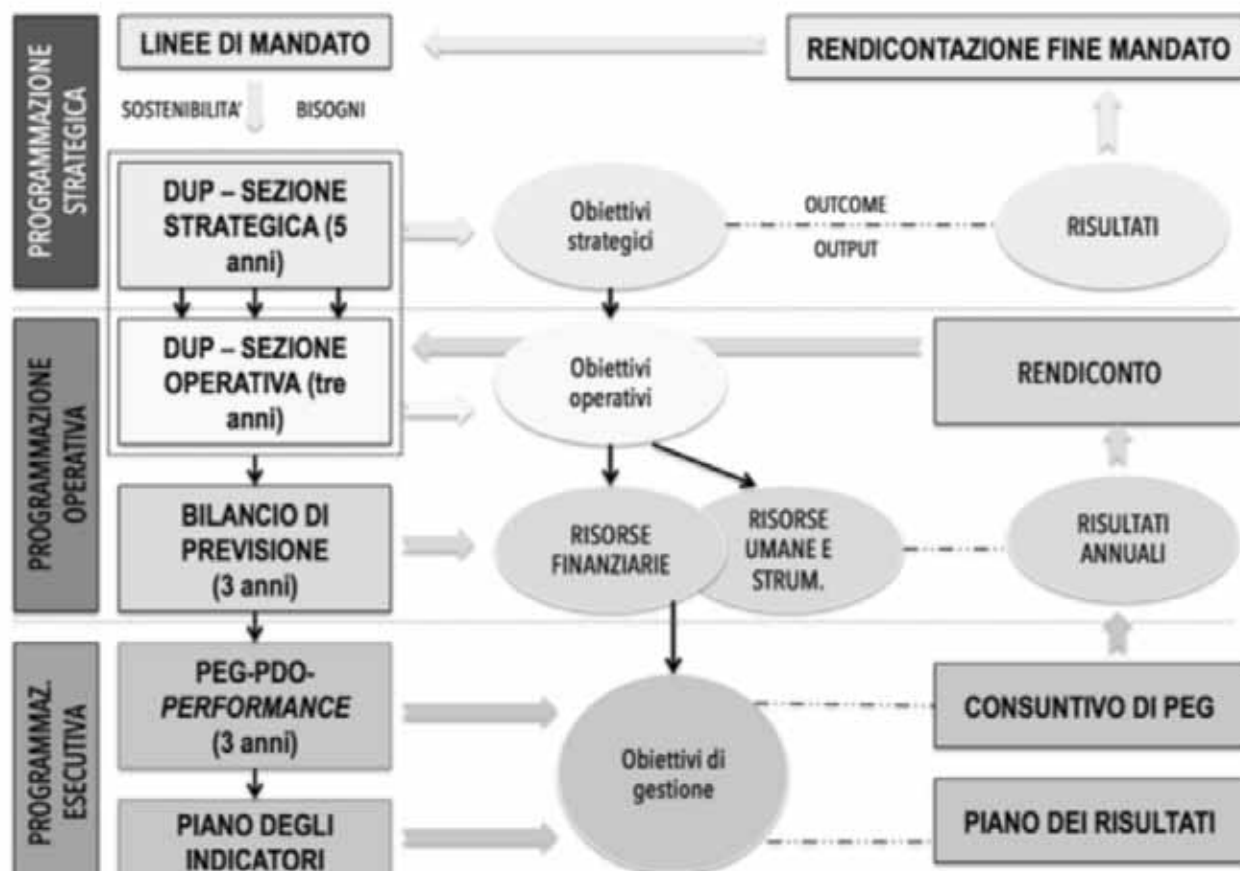 PROGRAMMAZIONE
STRATEGICA
LINEE DI MANDATO
RENDICONTAZIONE FINE MANDATO
SOSTENIBILITA'
BISOGNI
DUP – SEZIONE
STRATEGICA (5
anni)
Obiettivi
strategici
OUTCOME
OUTPUT
RISULTATI
PROGRAMMAZIONE
OPERATIVA
DUP – SEZIONE
OPERATIVA (tre
anni)
Obiettivi
operativi
RENDICONTO
BILANCIO DI
PREVISIONE
(3 anni)
RISORSE
FINANZIARIE
RISORSE
UMANE E
STRUM.
RISULTATI
ANNUALI
PROGRAMMAZ.
ESECUTIVA
PEG-PDO-
PERFORMANCE
(3 anni)
Obiettivi di
gestione
CONSUNTIVO DI PEG
PIANO DEGLI
INDICATORI
PIANO DEI RISULTATI